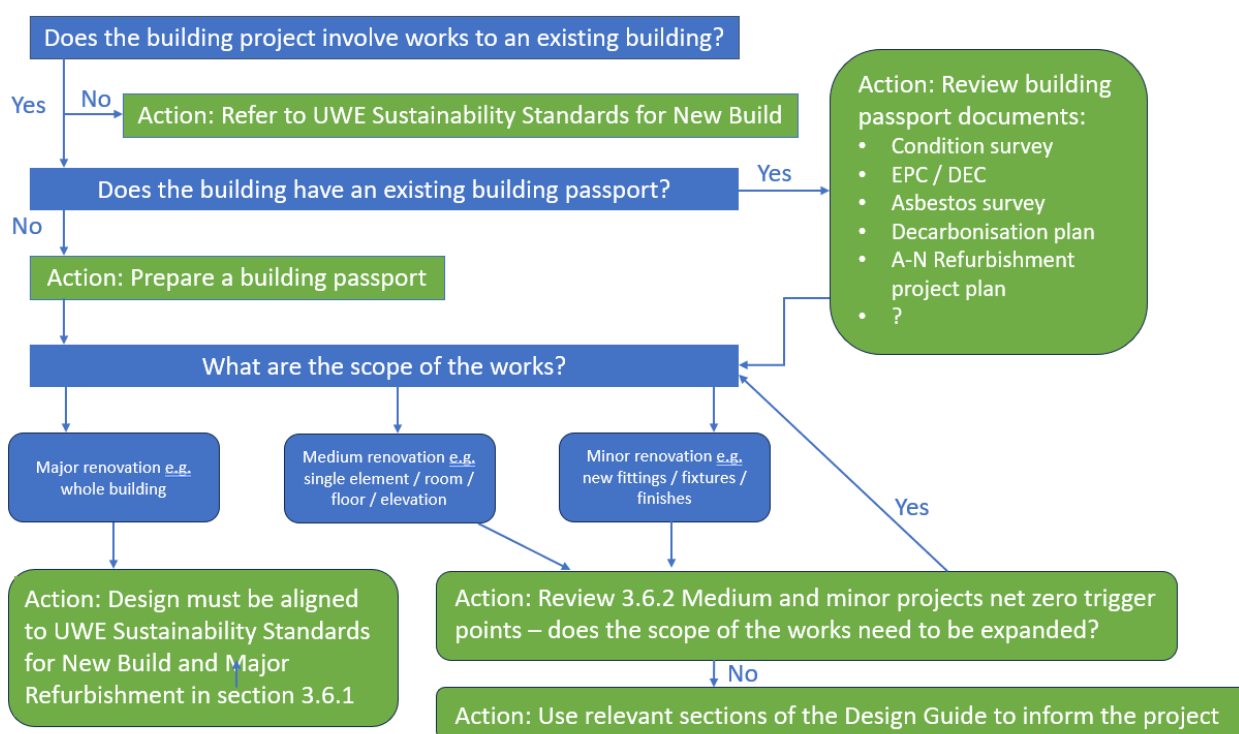 Does the building project involve works to an existing building?
Yes
No
Action: Refer to UWE Sustainability Standards for New Build
Does the building have an existing building passport?
Yes
Action: Review building
passport documents:
• Condition survey
• EPC / DEC
• Asbestos survey
• Decarbonisation plan
• A-N Refurbishment
project plan
• ?
No
Action: Prepare a building passport
What are the scope of the works?
Major renovation e.g.
whole building
Medium renovation e.g.
single element / room /
floor / elevation
Minor renovation e.g.
new fittings / fixtures /
finishes
Yes
Action: Design must be aligned
to UWE Sustainability Standards
for New Build and Major
Refurbishment in section 3.6.1
Action: Review 3.6.2 Medium and minor projects net zero trigger
points – does the scope of the works need to be expanded?
No
Action: Use relevant sections of the Design Guide to inform the project